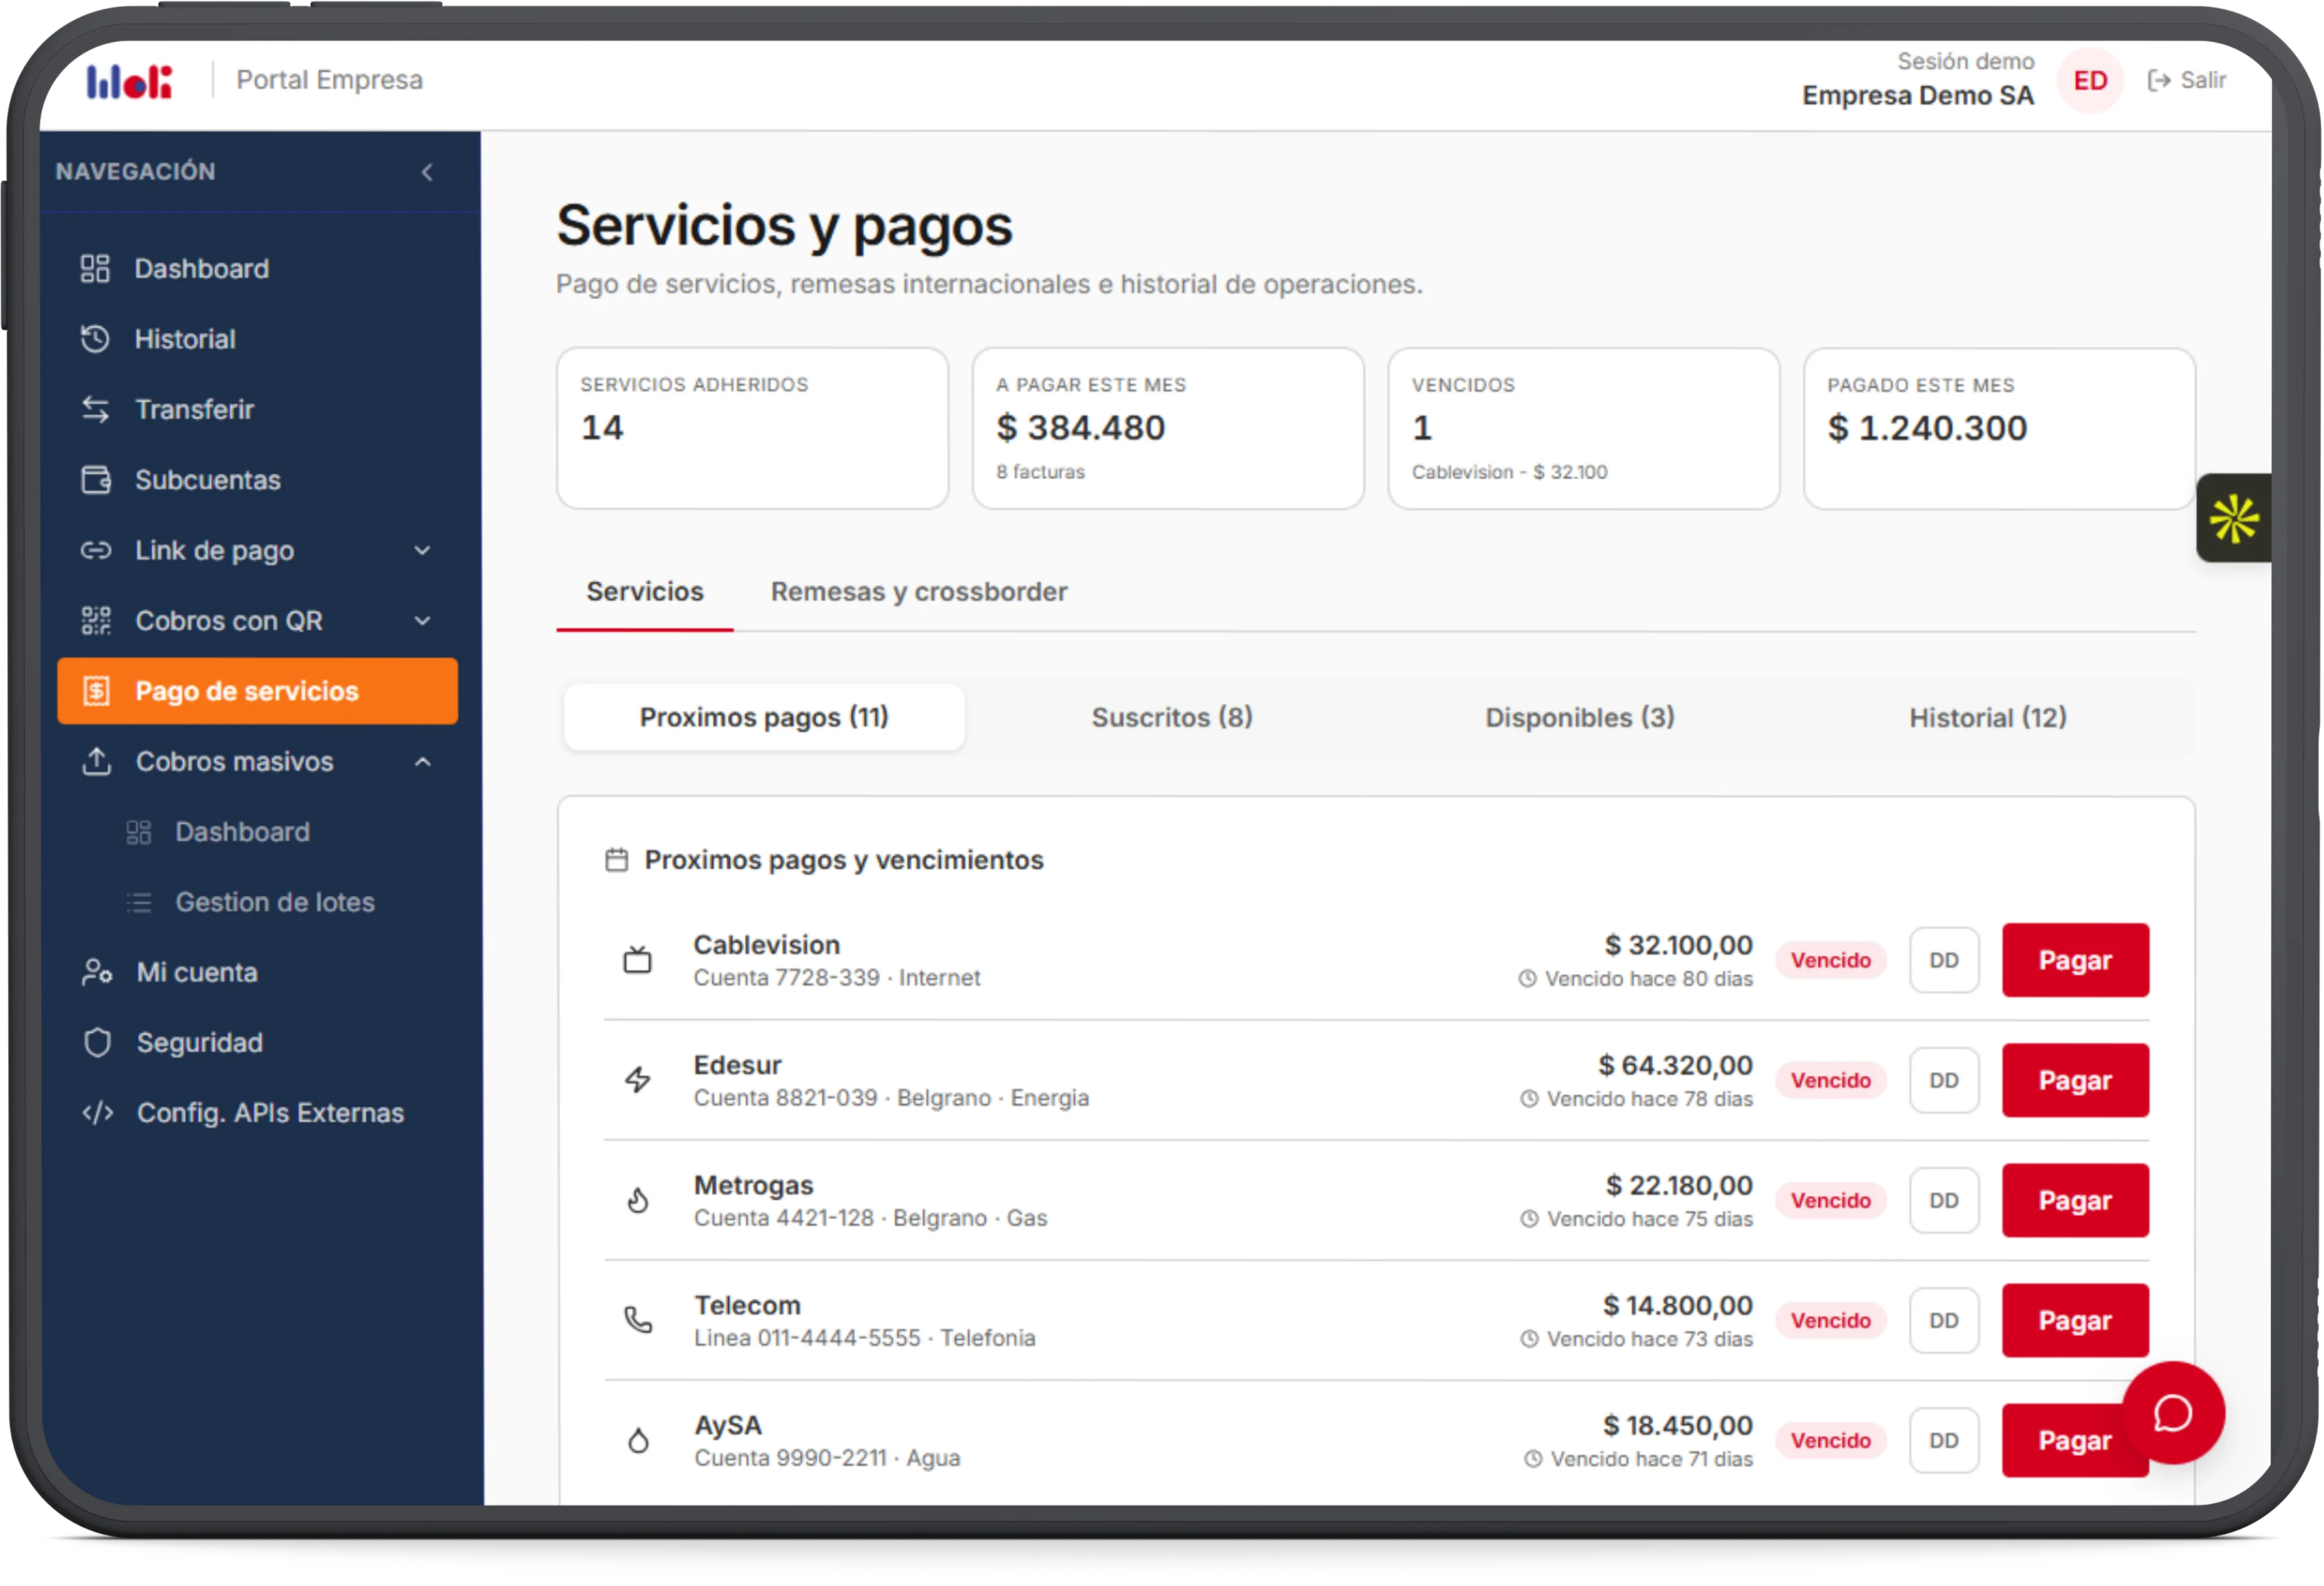 Woli
Portal Empresa
Sesión demo
Empresa Demo SA
ED
Salir
NAVEGACIÓN
Dashboard
Historial
Transferir
Subcuentas
Link de pago
Cobros con QR
Pago de servicios
Cobros masivos
Dashboard
Gestion de lotes
Mi cuenta
Seguridad
Config. APIs Externas
Servicios y pagos
Pago de servicios, remesas internacionales e historial de operaciones.
SERVICIOS ADHERIDOS
14
A PAGAR ESTE MES
$ 384.480
8 facturas
VENCIDOS
1
Cablevision - $ 32.100
PAGADO ESTE MES
$ 1.240.300
Servicios
Remesas y crossborder
Proximos pagos (11)
Suscritos (8)
Disponibles (3)
Historial (12)
Proximos pagos y vencimientos
Cablevision
Cuenta 7728-339 · Internet
$ 32.100,00
Vencido hace 80 dias
Vencido
DD
Pagar
Edesur
Cuenta 8821-039 · Belgrano · Energia
$ 64.320,00
Vencido hace 78 dias
Vencido
DD
Pagar
Metrogas
Cuenta 4421-128 · Belgrano · Gas
$ 22.180,00
Vencido hace 75 dias
Vencido
DD
Pagar
Telecom
Linea 011-4444-5555 · Telefonia
$ 14.800,00
Vencido hace 73 dias
Vencido
DD
Pagar
AySA
Cuenta 9990-2211 · Agua
$ 18.450,00
Vencido hace 71 dias
Vencido
DD
Pagar